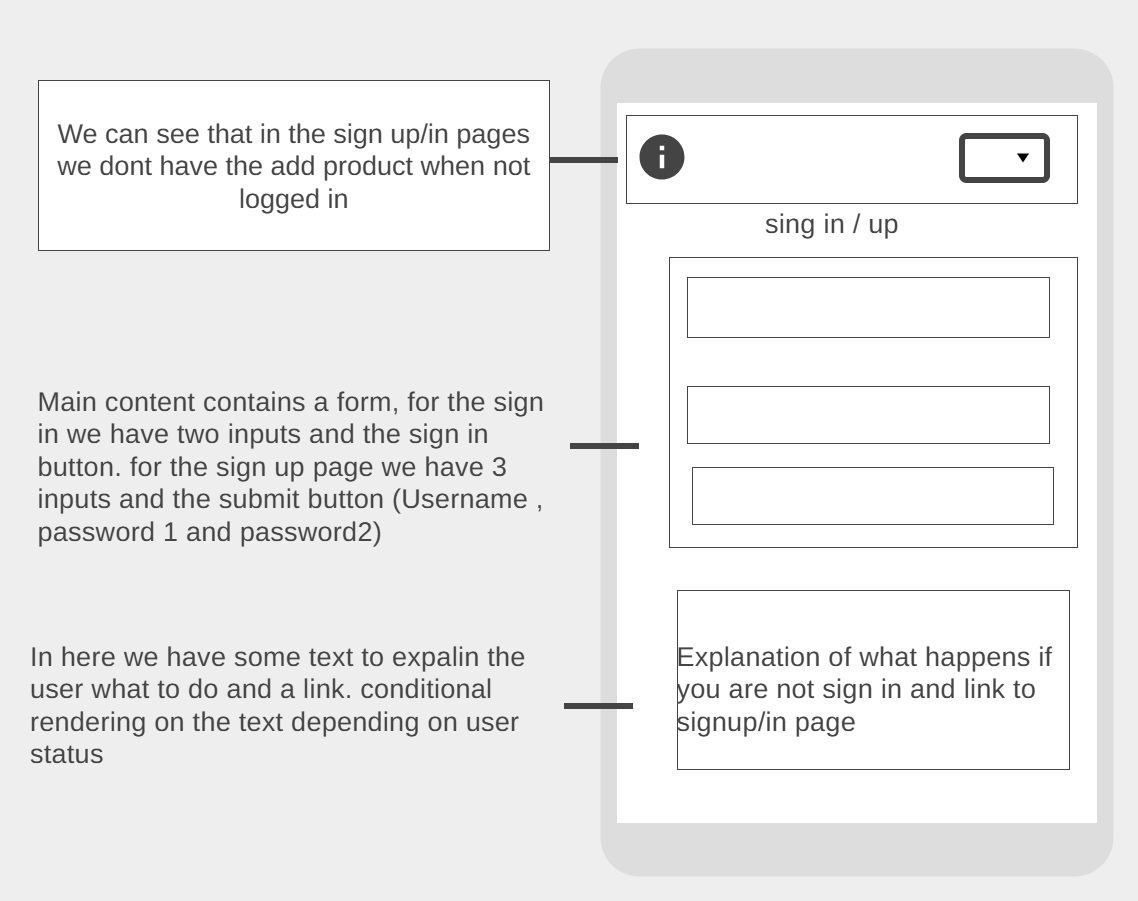 We can see that in the sign up/in pages
we dont have the add product when not
logged in
sing in / up
Main content contains a form, for the sign
in we have two inputs and the sign in
button. for the sign up page we have 3
inputs and the submit button (Username ,
password 1 and password2)
In here we have some text to expalin the
user what to do and a link. conditional
rendering on the text depending on user
status
Explanation of what happens if
you are not sign in and link to
signup/in page